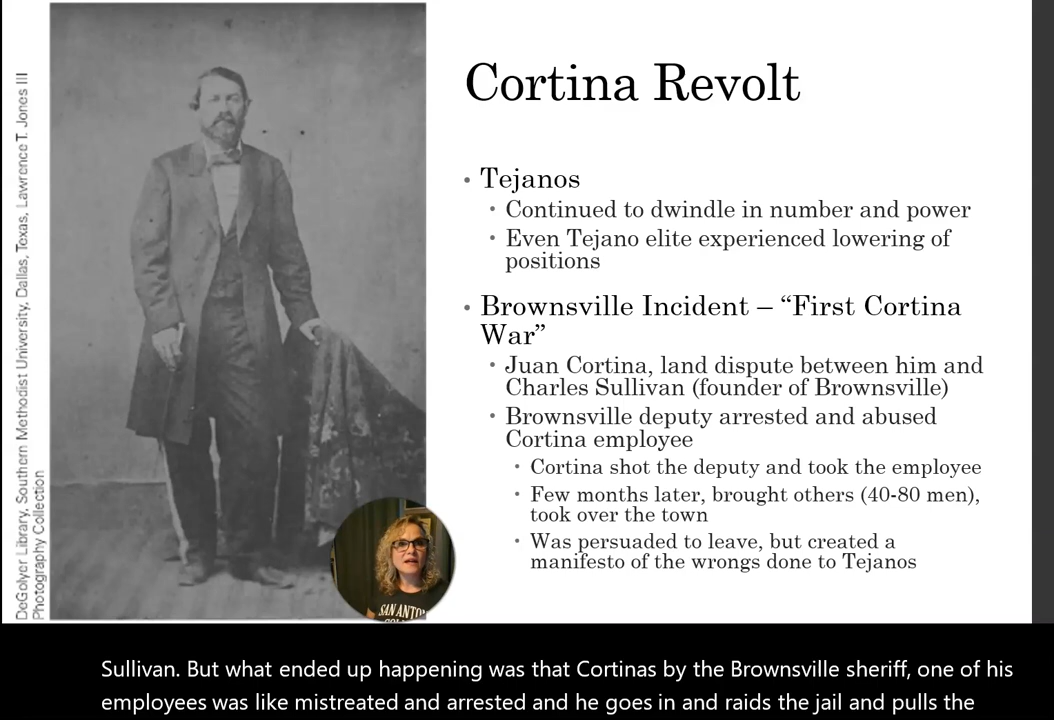 DeGolyer Library, Southern Methodist University, Dallas, Texas, Lawrence T. Jones III
Photography Collection
Cortina Revolt
• Tejanos
• Continued to dwindle in number and power
• Even Tejano elite experienced lowering of
positions
• Brownsville Incident – “First Cortina
War”
• Juan Cortina, land dispute between him and
Charles Sullivan (founder of Brownsville)
• Brownsville deputy arrested and abused
Cortina employee
• Cortina shot the deputy and took the employee
• Few months later, brought others (40-80 men),
took over the town
• Was persuaded to leave, but created a
manifesto of the wrongs done to Tejanos
SAN ANTO
Sullivan. But what ended up happening was that Cortinas by the Brownsville sheriff, one of his
employees was like mistreated and arrested and he goes in and raids the jail and pulls the